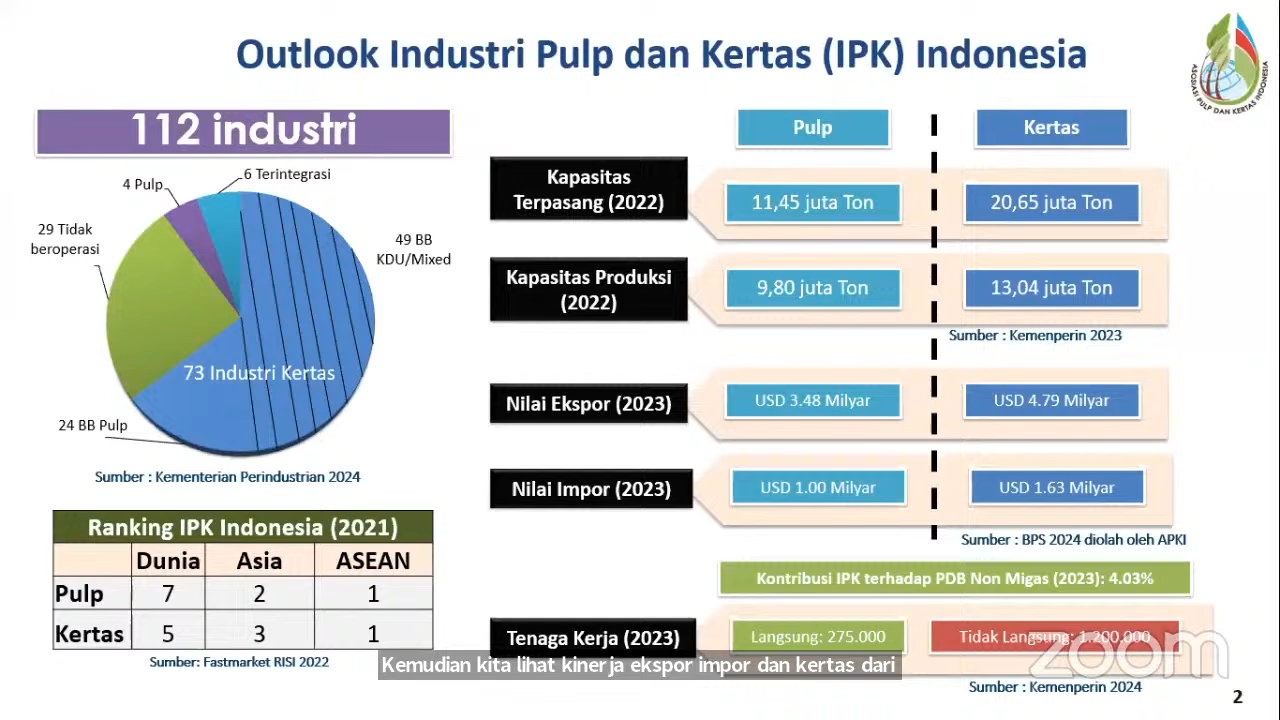 Outlook Industri Pulp dan Kertas (IPK) Indonesia
ASOSIASI PULP DAN KERTAS INDONESIA
112 industri
6 Terintegrasi
4 Pulp
29 Tidak
beroperasi
49 BB
KDU/Mixed
73 Industri Kertas
24 BB Pulp
Sumber : Kementerian Perindustrian 2024
Ranking IPK Indonesia (2021)
Dunia Asia ASEAN
Pulp 7 2 1
Kertas 5 3 1
Sumber: Fastmarket RISI 2022
Pulp Kertas
Kapasitas
Terpasang (2022)
11,45 juta Ton 20,65 juta Ton
Kapasitas Produksi
(2022)
9,80 juta Ton 13,04 juta Ton
Sumber : Kemenperin 2023
Nilai Ekspor (2023) USD 3.48 Milyar USD 4.79 Milyar
Nilai Impor (2023) USD 1.00 Milyar USD 1.63 Milyar
Sumber : BPS 2024 diolah oleh APKI
Kontribusi IPK terhadap PDB Non Migas (2023): 4.03%
Tenaga Kerja (2023) Langsung: 275.000 Tidak Langsung: 1.200.000
zoom
Kemudian kita lihat kinerja ekspor impor dan kertas dari
Sumber : Kemenperin 2024
2